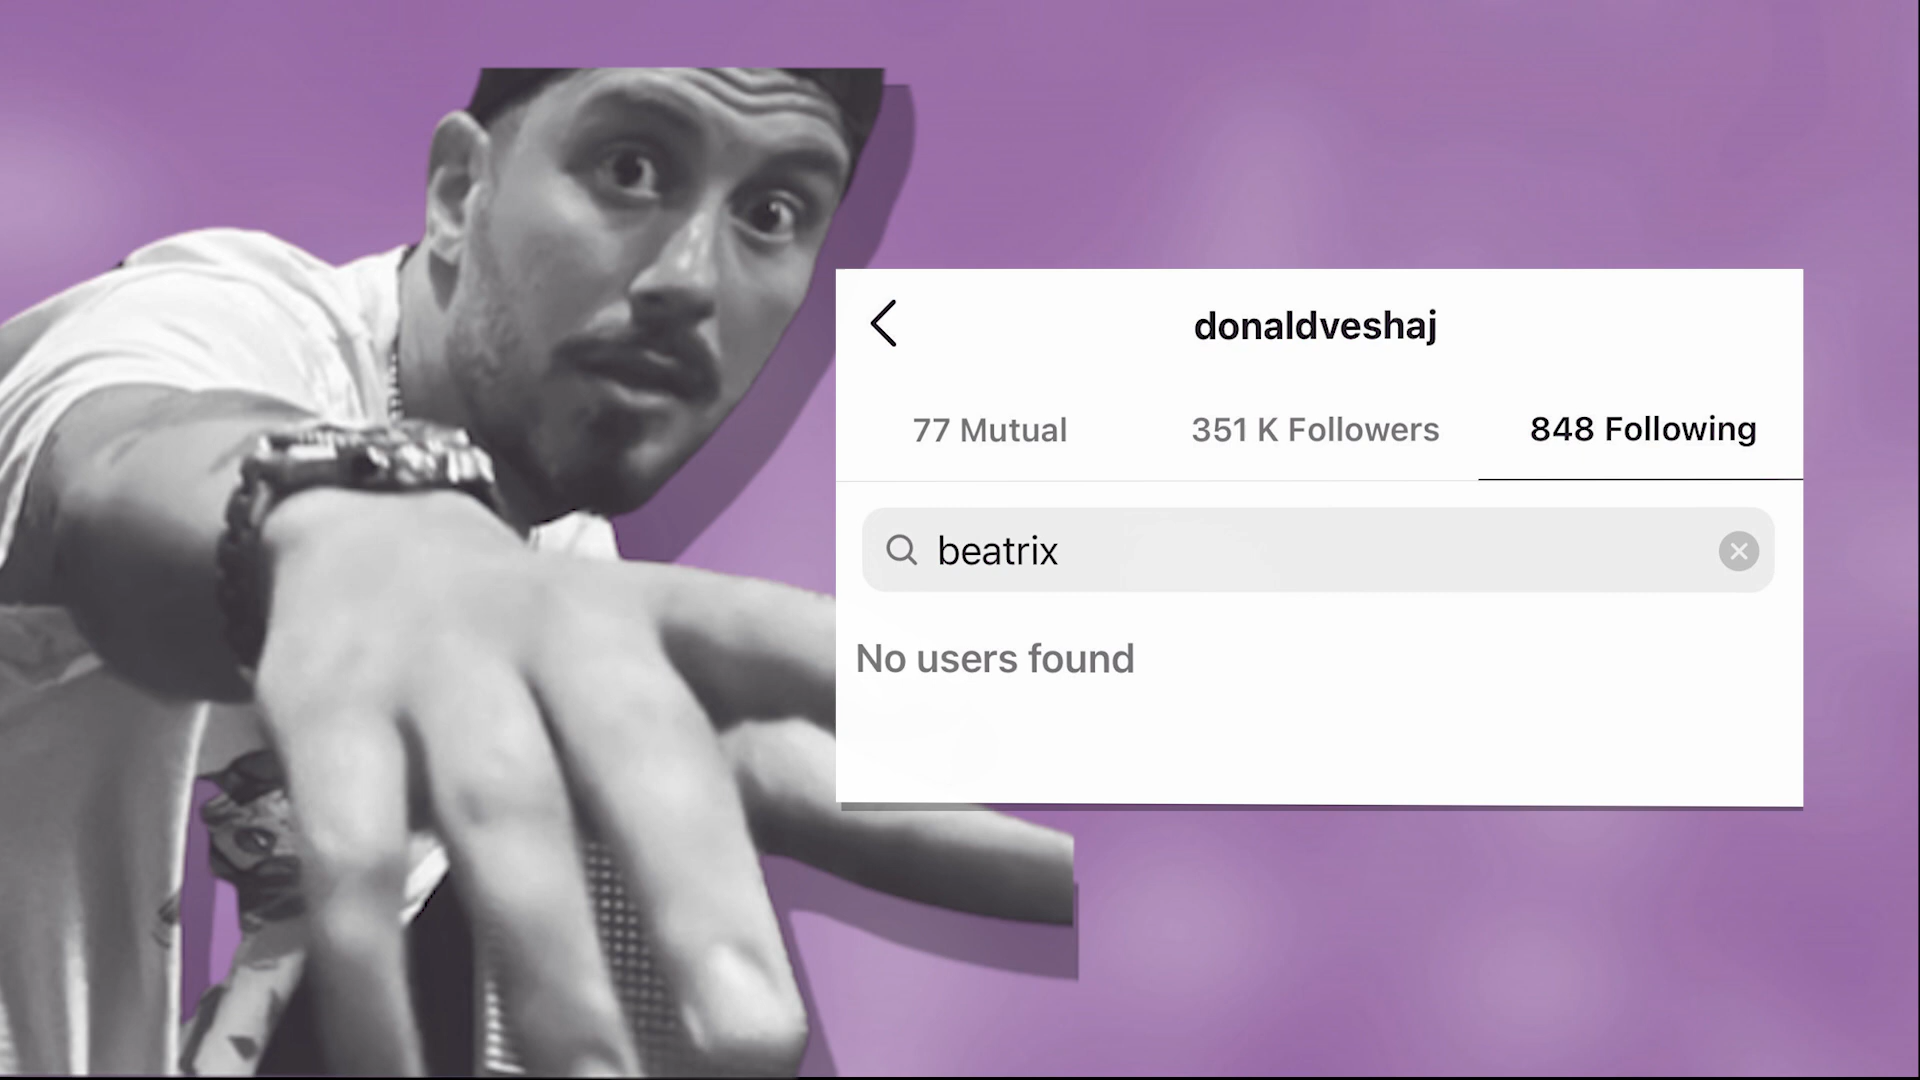 donaldveshaj
77 Mutual
351 K Followers
848 Following
beatrix
No users found